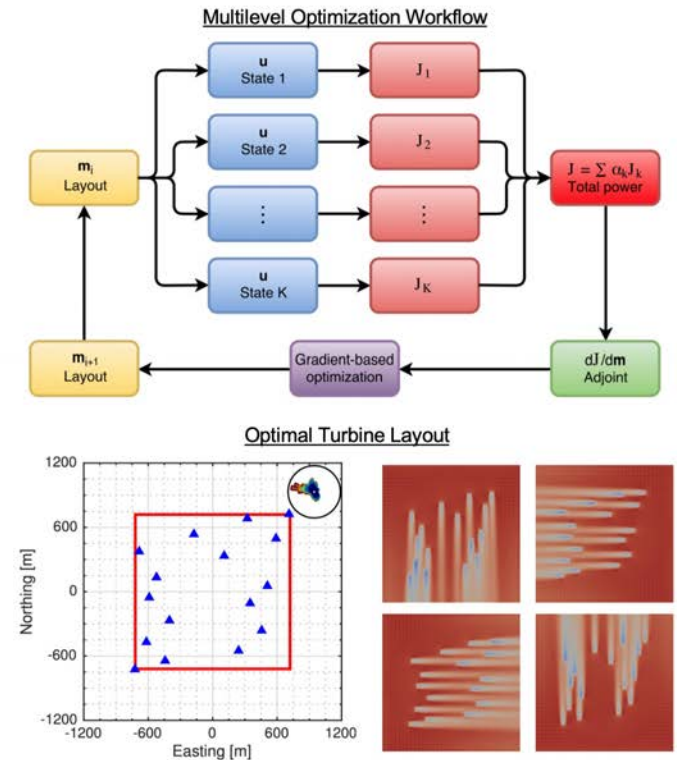 Multilevel Optimization Workflow
u
State 1
J₁
u
State 2
J₂
mᵢ
Layout
J = ∑ αₖJₖ
Total power
⋮
⋮
u
State K
J_K
mᵢ₊₁
Layout
Gradient-based
optimization
dJ/dm
Adjoint
Optimal Turbine Layout
1200
600
0
-600
-1200
Northing [m]
-1200
-600
0
600
1200
Easting [m]